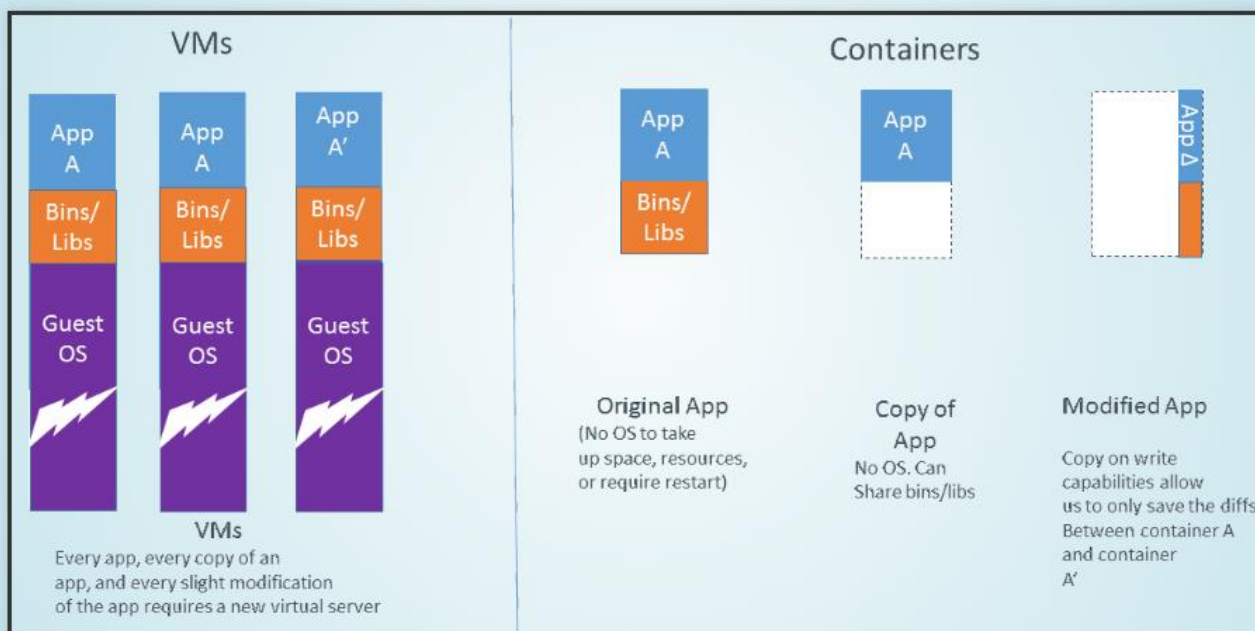 VMs
App
A
Bins/
Libs
Guest
OS
App
A
Bins/
Libs
Guest
OS
App
A'
Bins/
Libs
Guest
OS
VMs
Every app, every copy of an
app, and every slight modification
of the app requires a new virtual server
Containers
App
A
Bins/
Libs
Original App
(No OS to take
up space, resources,
or require restart)
App
A
Copy of
App
No OS. Can
Share bins/libs
App Δ
Modified App
Copy on write
capabilities allow
us to only save the diffs
Between container A
and container
A'